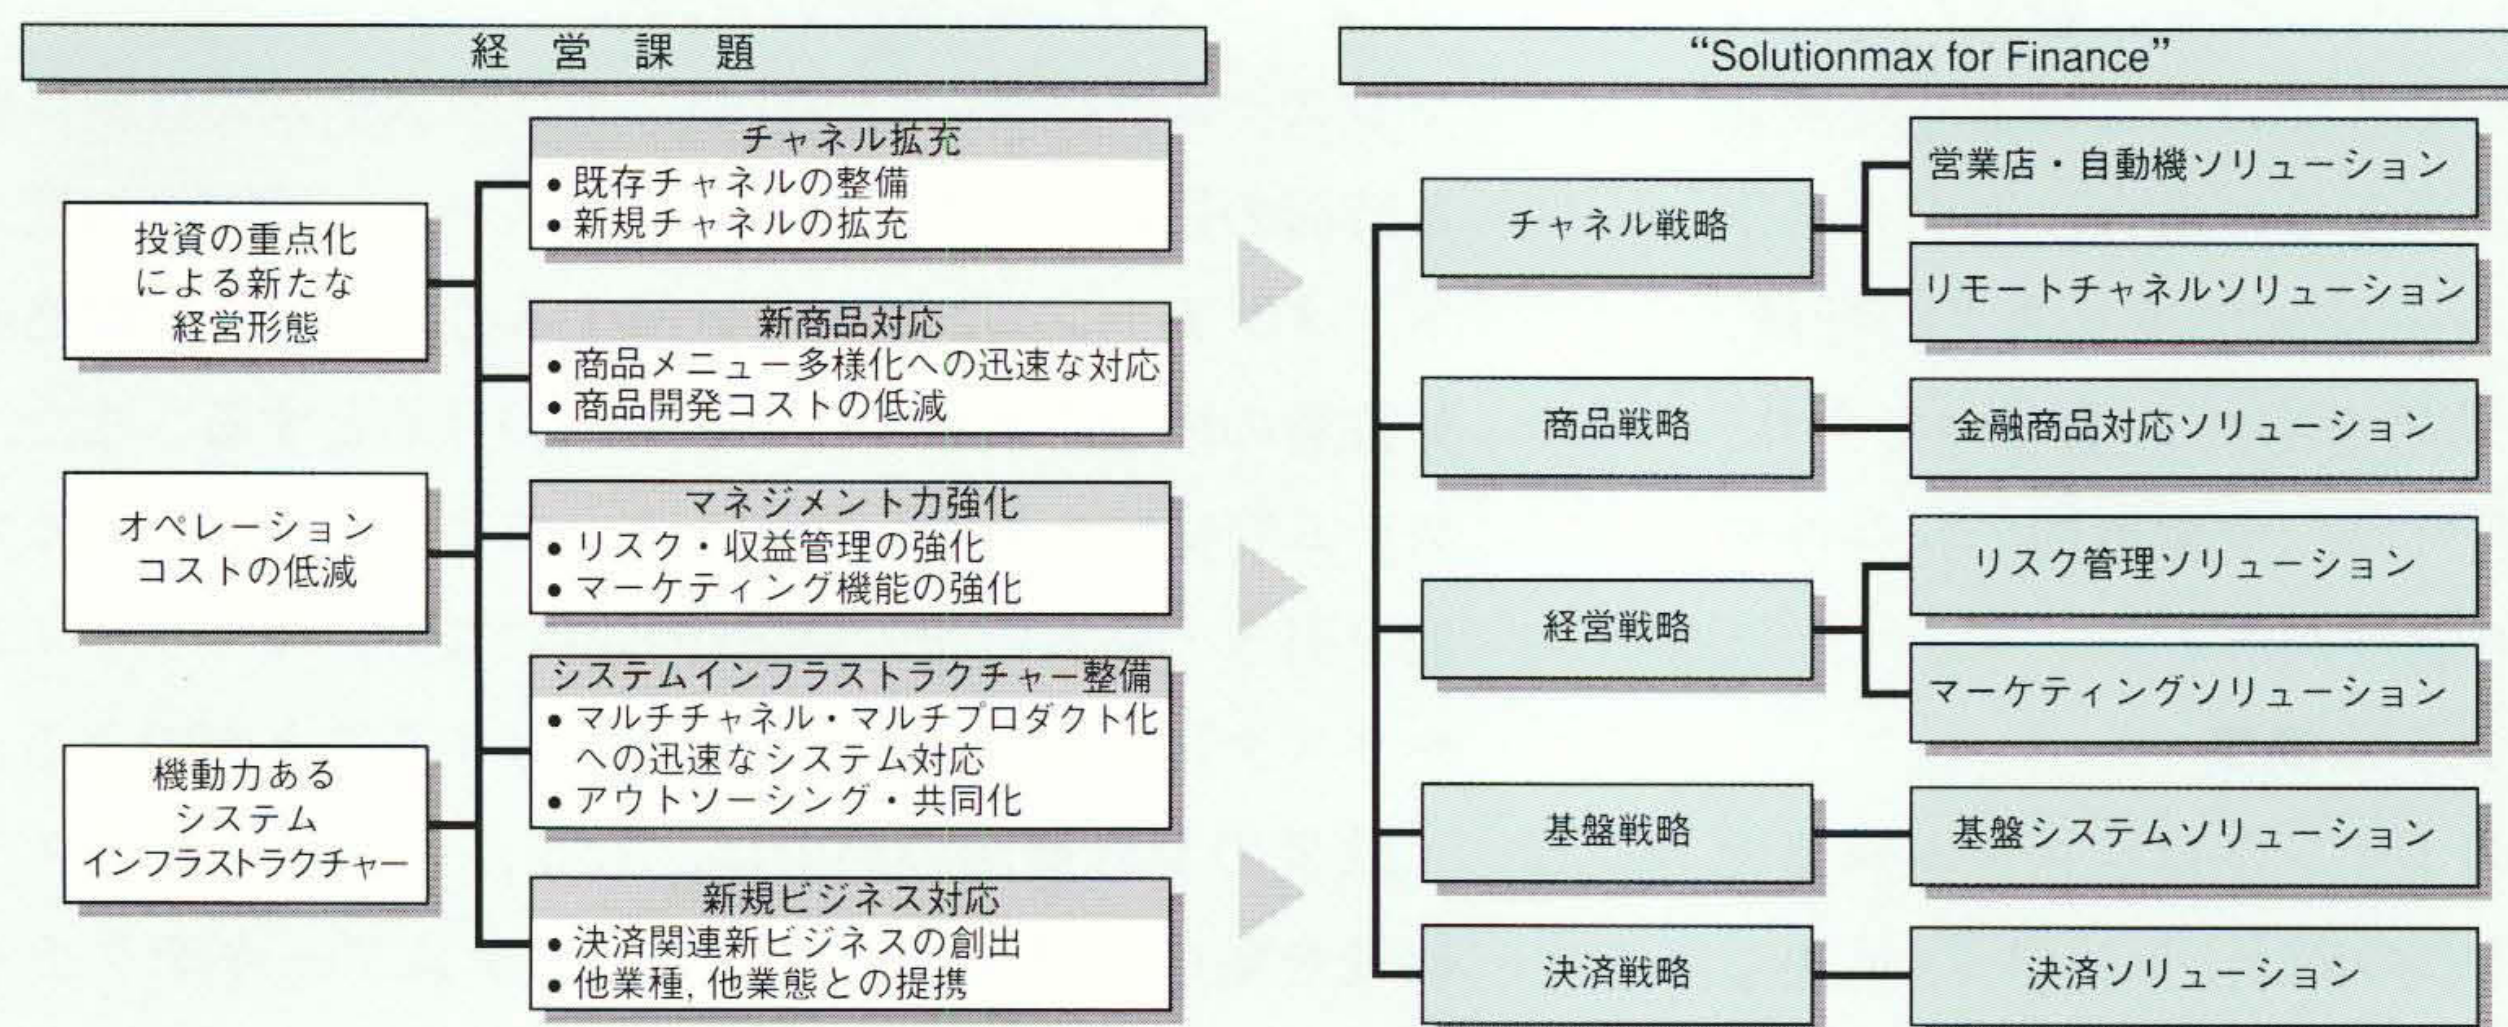 経営課題
投資の重点化
による新たな
経営形態
オペレーション
コストの低減
機動力ある
システム
インフラストラクチャー
チャネル拡充
• 既存チャネルの整備
• 新規チャネルの拡充
新商品対応
• 商品メニュー多様化への迅速な対応
• 商品開発コストの低減
マネジメント力強化
• リスク・収益管理の強化
• マーケティング機能の強化
システムインフラストラクチャー整備
• マルチチャネル・マルチプロダクト化
への迅速なシステム対応
• アウトソーシング・共同化
新規ビジネス対応
• 決済関連新ビジネスの創出
• 他業種, 他業態との提携
“Solutionmax for Finance”
チャネル戦略
営業店・自動機ソリューション
リモートチャネルソリューション
商品戦略
金融商品対応ソリューション
経営戦略
リスク管理ソリューション
マーケティングソリューション
基盤戦略
基盤システムソリューション
決済戦略
決済ソリューション